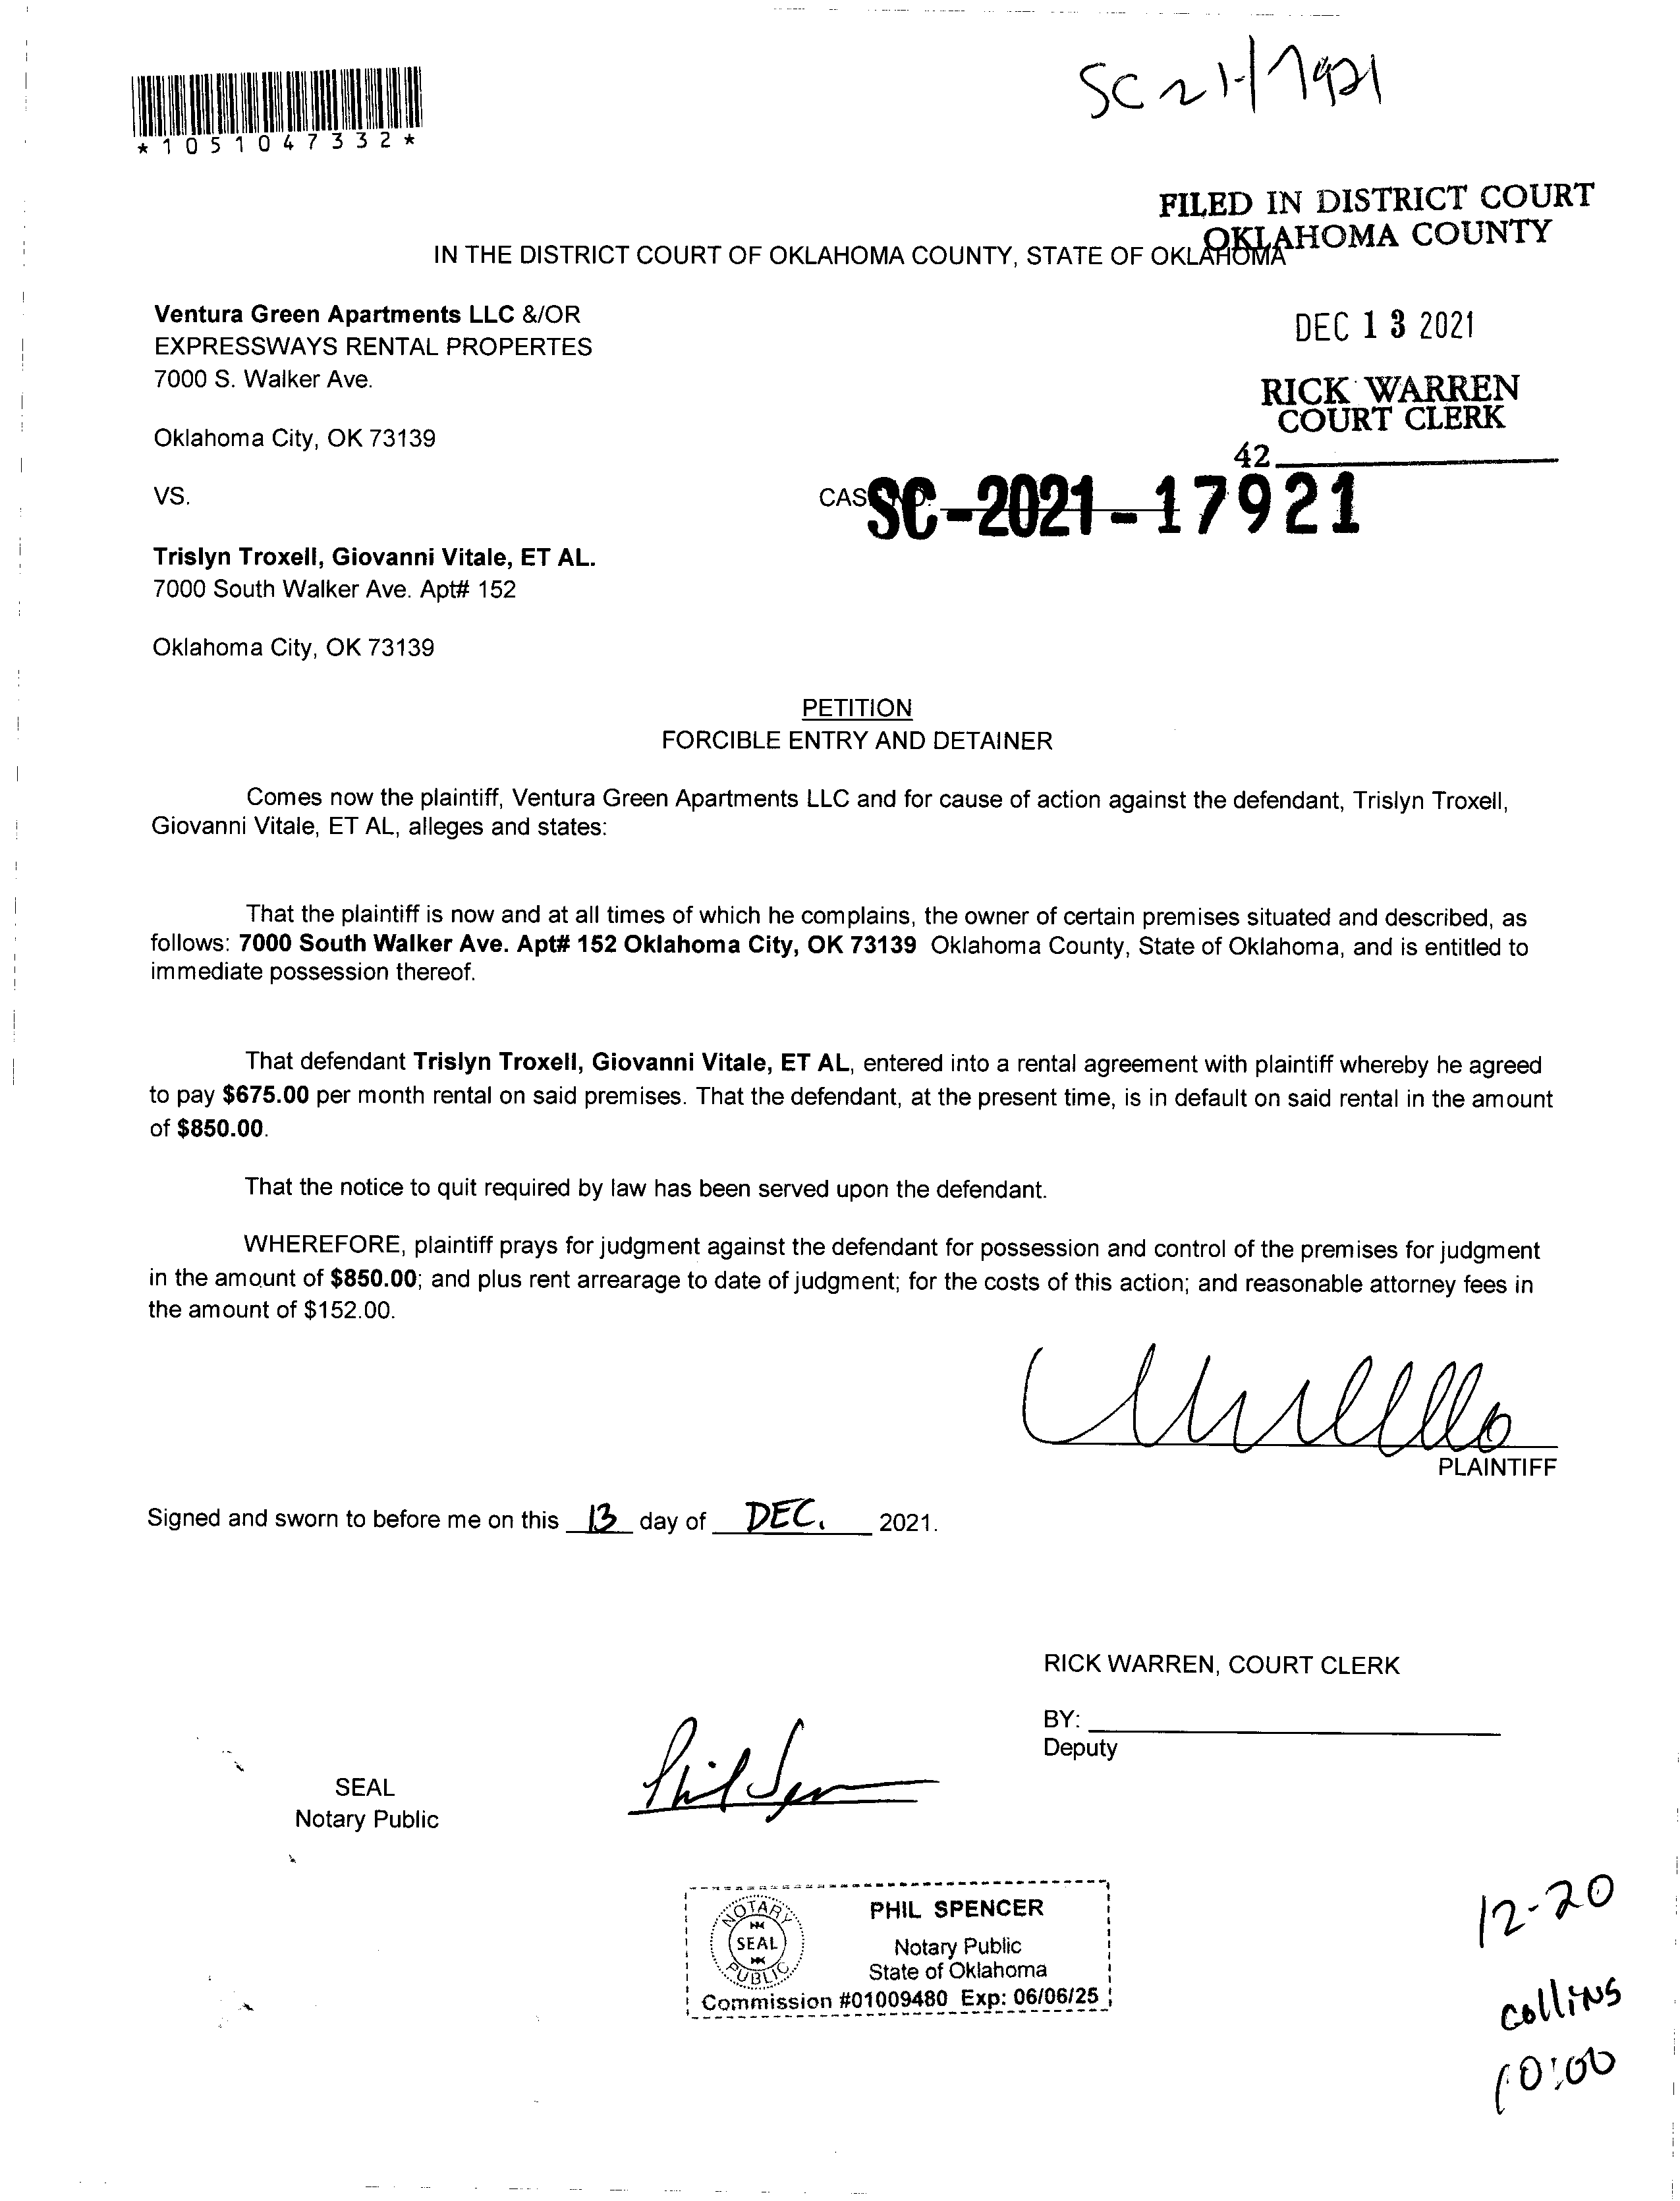 SC 21-17921
*1051047332*
FILED IN DISTRICT COURT
OKLAHOMA COUNTY
IN THE DISTRICT COURT OF OKLAHOMA COUNTY, STATE OF OKLAHOMA
Ventura Green Apartments LLC &/OR
EXPRESSWAYS RENTAL PROPERTES
7000 S. Walker Ave.
DEC 13 2021
RICK WARREN
COURT CLERK
Oklahoma City, OK 73139
42
VS.
CAS
SC-2021-17921
Trislyn Troxell, Giovanni Vitale, ET AL.
7000 South Walker Ave. Apt# 152
Oklahoma City, OK 73139
PETITION
FORCIBLE ENTRY AND DETAINER
Comes now the plaintiff, Ventura Green Apartments LLC and for cause of action against the defendant, Trislyn Troxell,
Giovanni Vitale, ET AL, alleges and states:
That the plaintiff is now and at all times of which he complains, the owner of certain premises situated and described, as
follows: 7000 South Walker Ave. Apt# 152 Oklahoma City, OK 73139 Oklahoma County, State of Oklahoma, and is entitled to
immediate possession thereof.
That defendant Trislyn Troxell, Giovanni Vitale, ET AL, entered into a rental agreement with plaintiff whereby he agreed
to pay $675.00 per month rental on said premises. That the defendant, at the present time, is in default on said rental in the amount
of $850.00.
That the notice to quit required by law has been served upon the defendant.
WHEREFORE, plaintiff prays for judgment against the defendant for possession and control of the premises for judgment
in the amount of $850.00; and plus rent arrearage to date of judgment; for the costs of this action; and reasonable attorney fees in
the amount of $152.00.
PLAINTIFF
Signed and sworn to before me on this 13 day of DEC. 2021.
RICK WARREN, COURT CLERK
BY:
Deputy
SEAL
Notary Public
NOTARY
SEAL
PUBLIC
PHIL SPENCER
Notary Public
State of Oklahoma
Commission #01009480 Exp: 06/06/25
12-20
collins
10:00